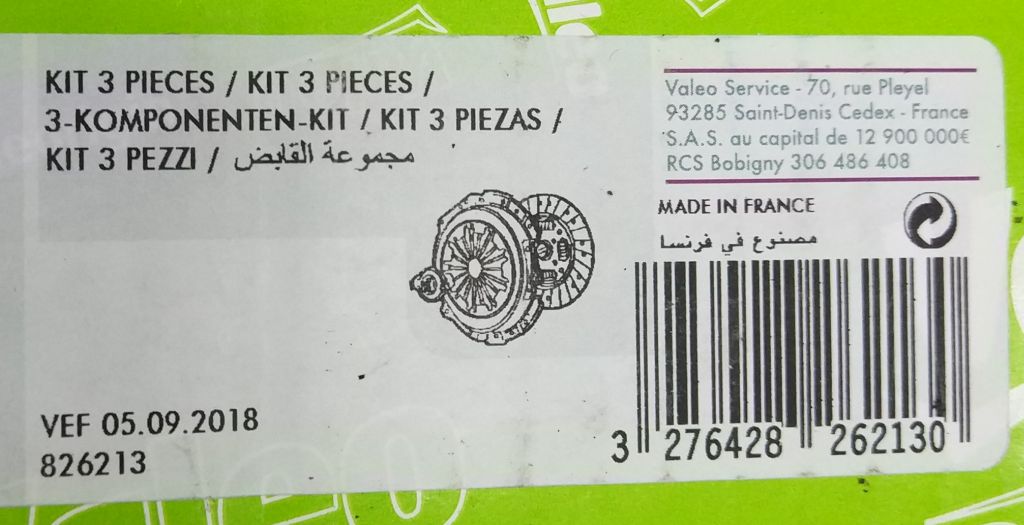 KIT 3 PIECES / KIT 3 PIECES /
3-KOMPONENTEN-KIT / KIT 3 PIEZAS /
KIT 3 PEZZI / مجموعة القابض
Valeo Service - 70, rue Pleyel
93285 Saint-Denis Cedex - France
S.A.S. au capital de 12 900 000€
RCS Bobigny 306 486 408
MADE IN FRANCE
مصنوع في فرنسا
VEF 05.09.2018
826213
3 276428 262130